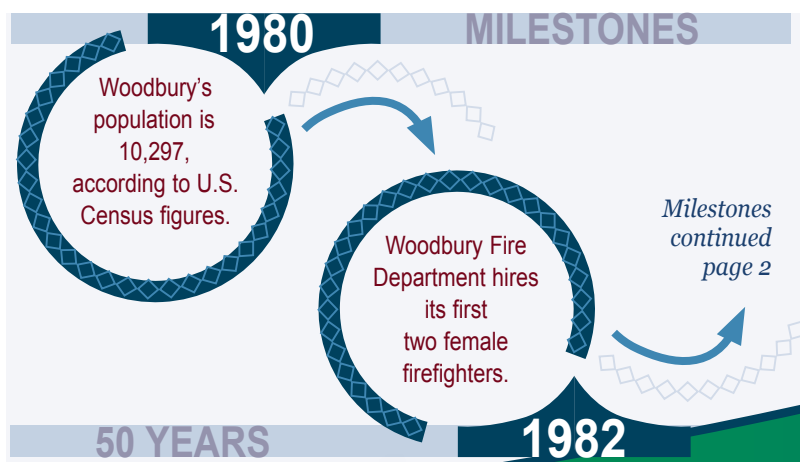 1980
MILESTONES
Woodbury’s
population is
10,297,
according to U.S.
Census figures.
Woodbury Fire
Department hires
its first
two female
firefighters.
Milestones
continued
page 2
50 YEARS
1982